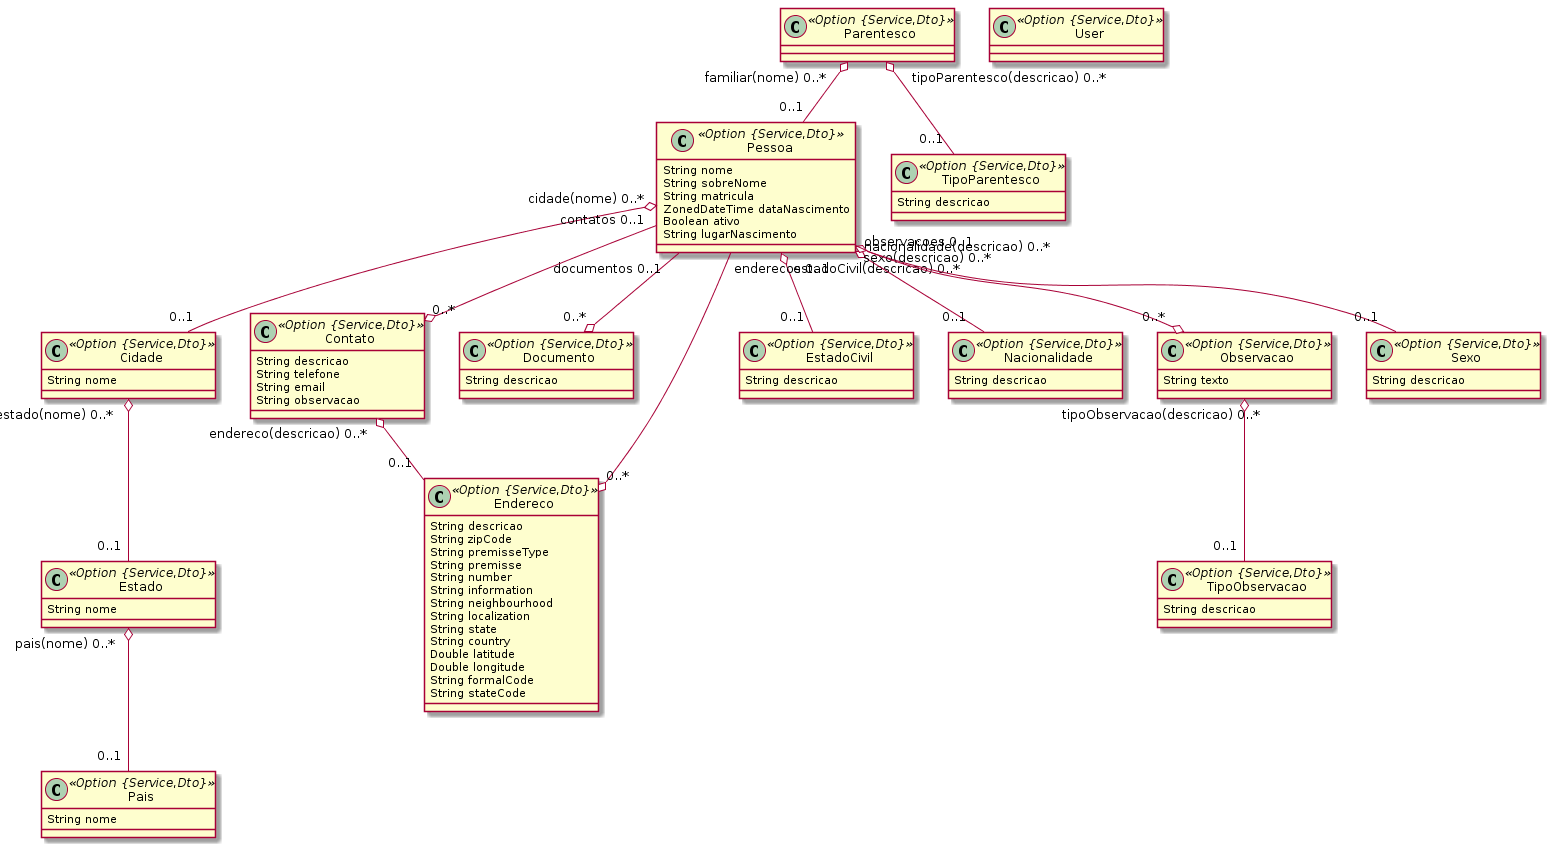 C «Option {Service,Dto}»
Parentesco
C «Option {Service,Dto}»
User
familiar(nome) 0..*
tipoParentesco(descricao) 0..*
0..1
0..1
C «Option {Service,Dto}»
Pessoa
String nome
String sobreNome
String matricula
ZonedDateTime dataNascimento
Boolean ativo
String lugarNascimento
C «Option {Service,Dto}»
TipoParentesco
String descricao
cidade(nome) 0..*
contatos 0..1
documentos 0..1
enderecos 0..1
estadoCivil(descricao) 0..*
observacoes 0..1
nacionalidade(descricao) 0..*
sexo(descricao) 0..*
0..1
0..*
0..*
0..1
0..1
0..*
0..1
C «Option {Service,Dto}»
Cidade
String nome
C «Option {Service,Dto}»
Contato
String descricao
String telefone
String email
String observacao
C «Option {Service,Dto}»
Documento
String descricao
C «Option {Service,Dto}»
EstadoCivil
String descricao
C «Option {Service,Dto}»
Nacionalidade
String descricao
C «Option {Service,Dto}»
Observacao
String texto
C «Option {Service,Dto}»
Sexo
String descricao
estado(nome) 0..*
endereco(descricao) 0..*
tipoObservacao(descricao) 0..*
0..1
0..*
C «Option {Service,Dto}»
Endereco
String descricao
String zipCode
String premisseType
String premisse
String number
String information
String neighbourhood
String localization
String state
String country
Double latitude
Double longitude
String formalCode
String stateCode
0..1
0..1
C «Option {Service,Dto}»
Estado
String nome
C «Option {Service,Dto}»
TipoObservacao
String descricao
pais(nome) 0..*
0..1
C «Option {Service,Dto}»
Pais
String nome